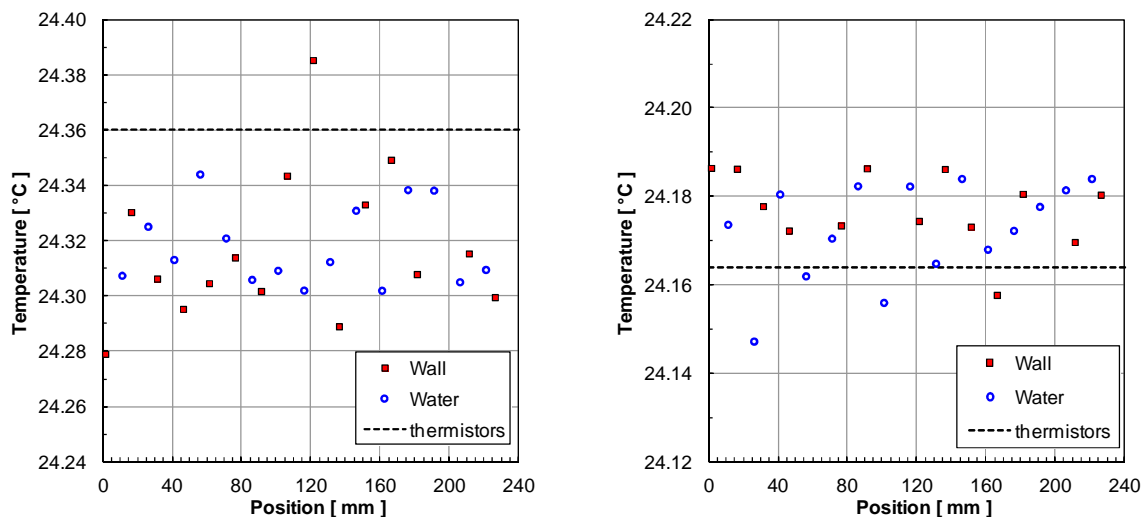 24.40
24.38
24.36
24.34
24.32
24.30
24.28
24.26
24.24
Temperature [ °C]
0 40 80 120 160 200 240
Position [ mm ]
Wall
Water
thermistors
24.22
24.20
24.18
24.16
24.14
24.12
Temperature [ °C]
0 40 80 120 160 200 240
Position [ mm ]
Wall
Water
thermistors